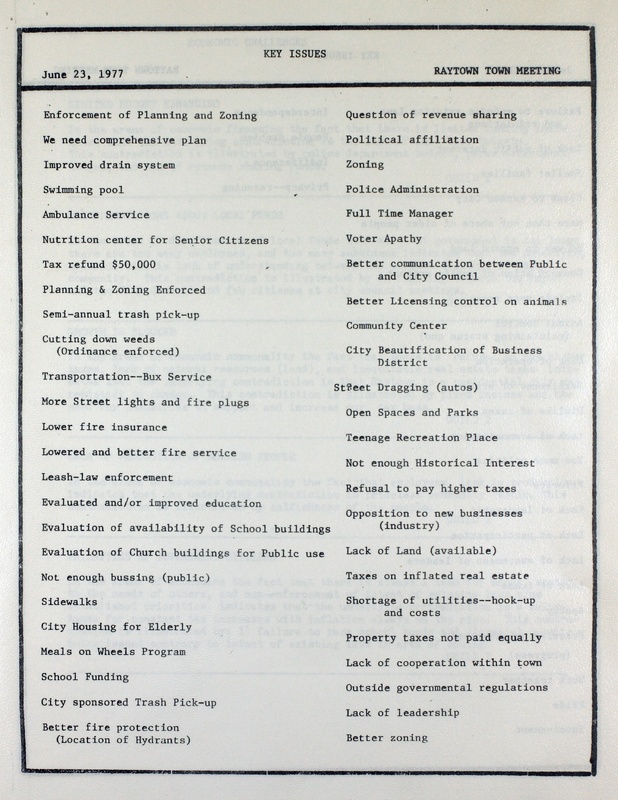 KEY ISSUES
June 23, 1977
RAYTOWN TOWN MEETING
Enforcement of Planning and Zoning
We need comprehensive plan
Improved drain system
Swimming pool
Ambulance Service
Nutrition center for Senior Citizens
Tax refund $50,000
Planning & Zoning Enforced
Semi-annual trash pick-up
Cutting down weeds
(Ordinance enforced)
Transportation--Bux Service
More Street lights and fire plugs
Lower fire insurance
Lowered and better fire service
Leash-law enforcement
Evaluated and/or improved education
Evaluation of availability of School buildings
Evaluation of Church buildings for Public use
Not enough bussing (public)
Sidewalks
City Housing for Elderly
Meals on Wheels Program
School Funding
City sponsored Trash Pick-up
Better fire protection
(Location of Hydrants)
Question of revenue sharing
Political affiliation
Zoning
Police Administration
Full Time Manager
Voter Apathy
Better communication between Public
and City Council
Better Licensing control on animals
Community Center
City Beautification of Business
District
Street Dragging (autos)
Open Spaces and Parks
Teenage Recreation Place
Not enough Historical Interest
Refusal to pay higher taxes
Opposition to new businesses
(industry)
Lack of Land (available)
Taxes on inflated real estate
Shortage of utilities--hook-up
and costs
Property taxes not paid equally
Lack of cooperation within town
Outside governmental regulations
Lack of leadership
Better zoning